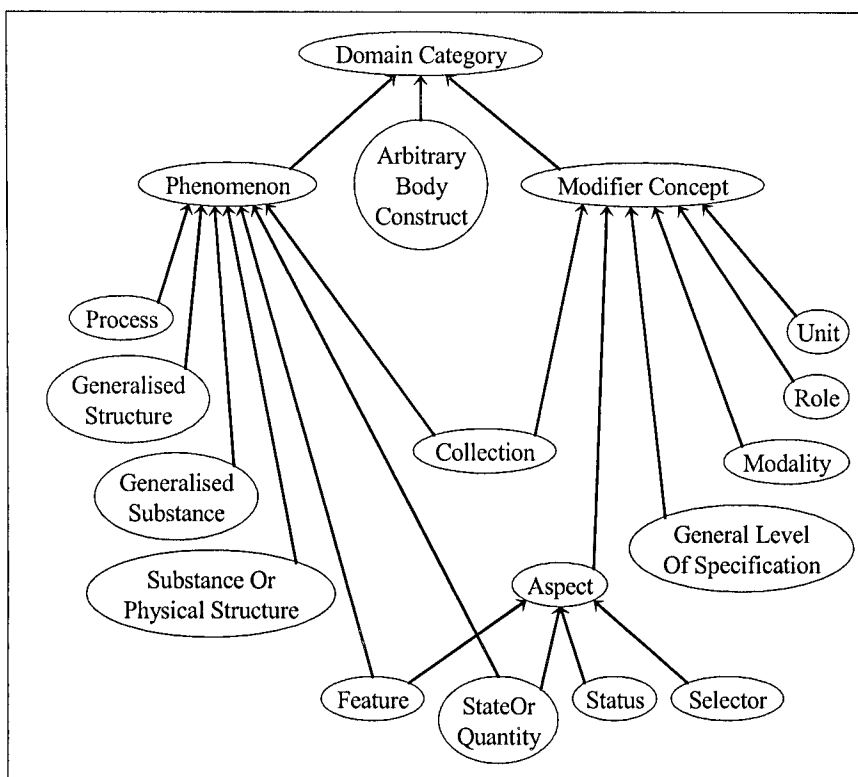 Domain Category
Arbitrary
Body
Construct
Phenomenon
Modifier Concept
Process
Unit
Generalised
Structure
Role
Collection
Modality
Generalised
Substance
General Level
Of Specification
Substance Or
Physical Structure
Aspect
Feature
StateOr
Quantity
Status
Selector